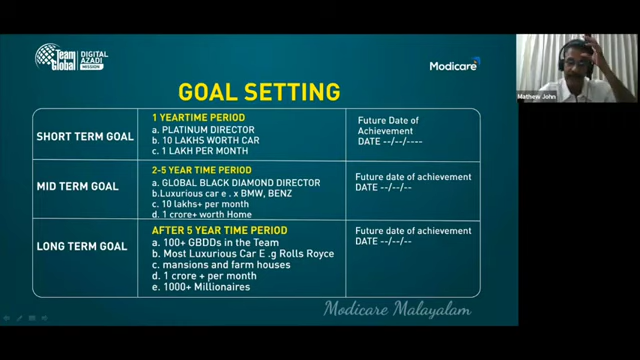 Team
Global
DIGITAL
AZADI
MISSION
Modicare
Mathew John
GOAL SETTING
SHORT TERM GOAL
1 YEARTIME PERIOD
a. PLATINUM DIRECTOR
b. 10 LAKHS WORTH CAR
c. 1 LAKH PER MONTH
Future Date of
Achievement
DATE --/--/----
MID TERM GOAL
2-5 YEAR TIME PERIOD
a. GLOBAL BLACK DIAMOND DIRECTOR
b.Luxurious car e . x BMW, BENZ
c. 10 lakhs+ per month
d. 1 crore+ worth Home
Future date of achievement
DATE --/--/--
LONG TERM GOAL
AFTER 5 YEAR TIME PERIOD
a. 100+ GBDDs in the Team
b. Most Luxurious Car E .g Rolls Royce
c. mansions and farm houses
d. 1 crore + per month
e. 1000+ Millionaires
Future date of achievement
DATE --/--/--
Modicare Malayalam